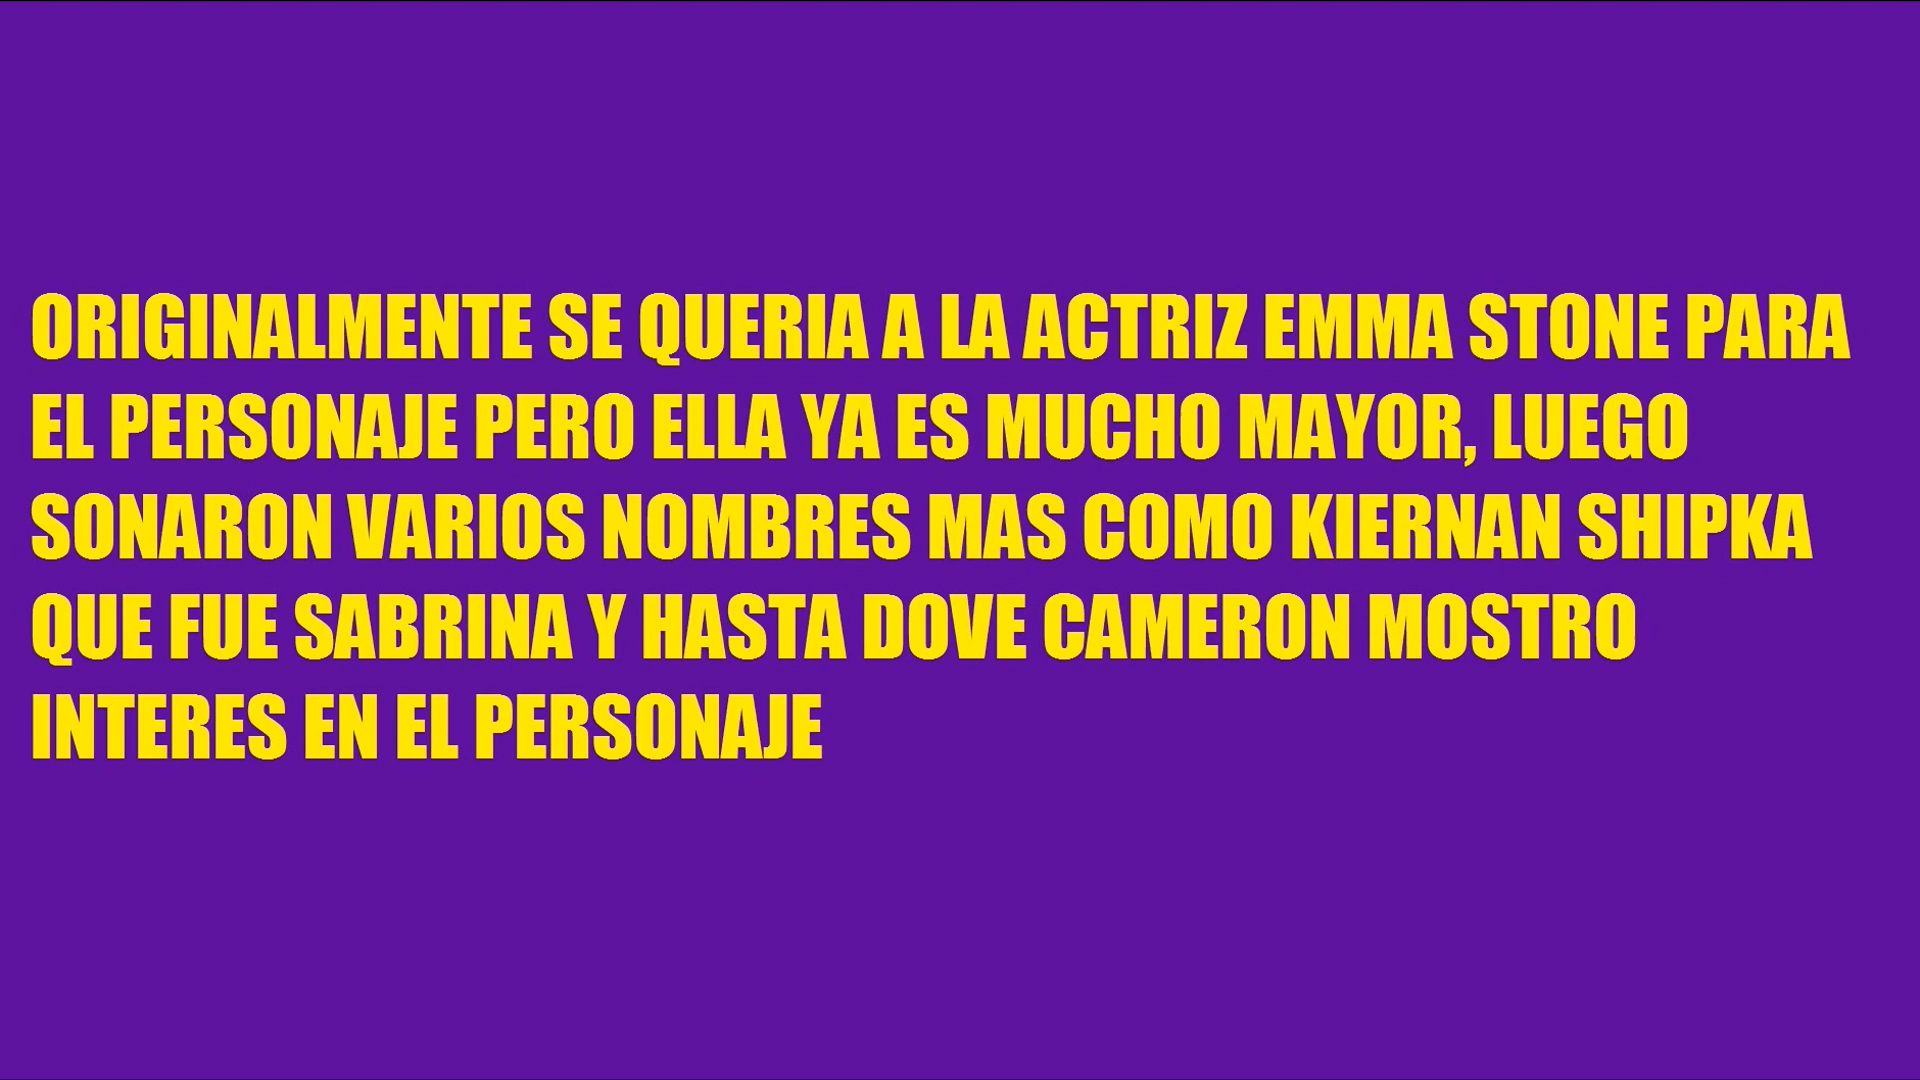 ORIGINALMENTE SE QUERIA A LA ACTRIZ EMMA STONE PARA
EL PERSONAJE PERO ELLA YA ES MUCHO MAYOR, LUEGO
SONARON VARIOS NOMBRES MAS COMO KIERNAN SHIPKA
QUE FUE SABRINA Y HASTA DOVE CAMERON MOSTRO
INTERES EN EL PERSONAJE